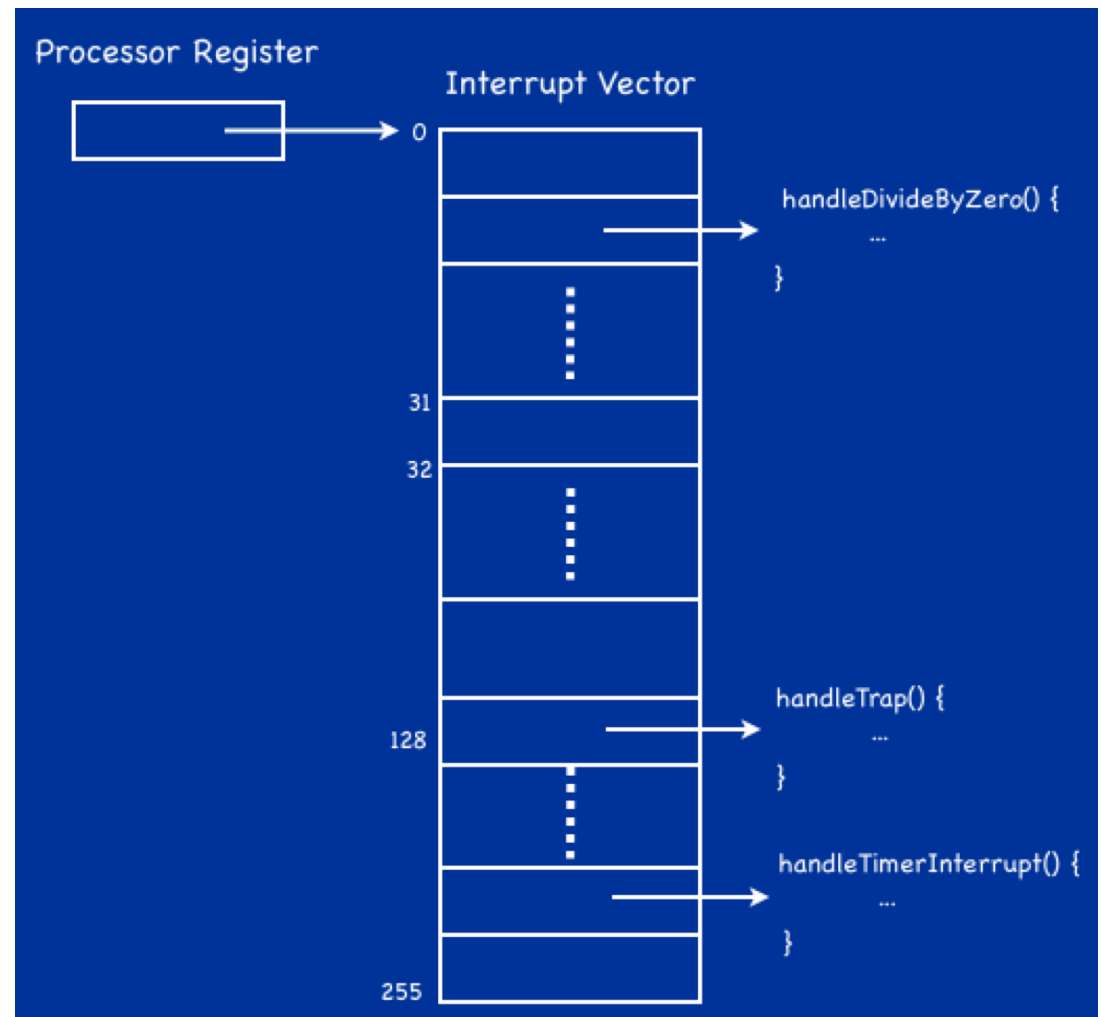 Processor Register
Interrupt Vector
0
handleDivideByZero() {
...
}
31
32
handleTrap() {
...
}
128
handleTimerInterrupt() {
...
}
255